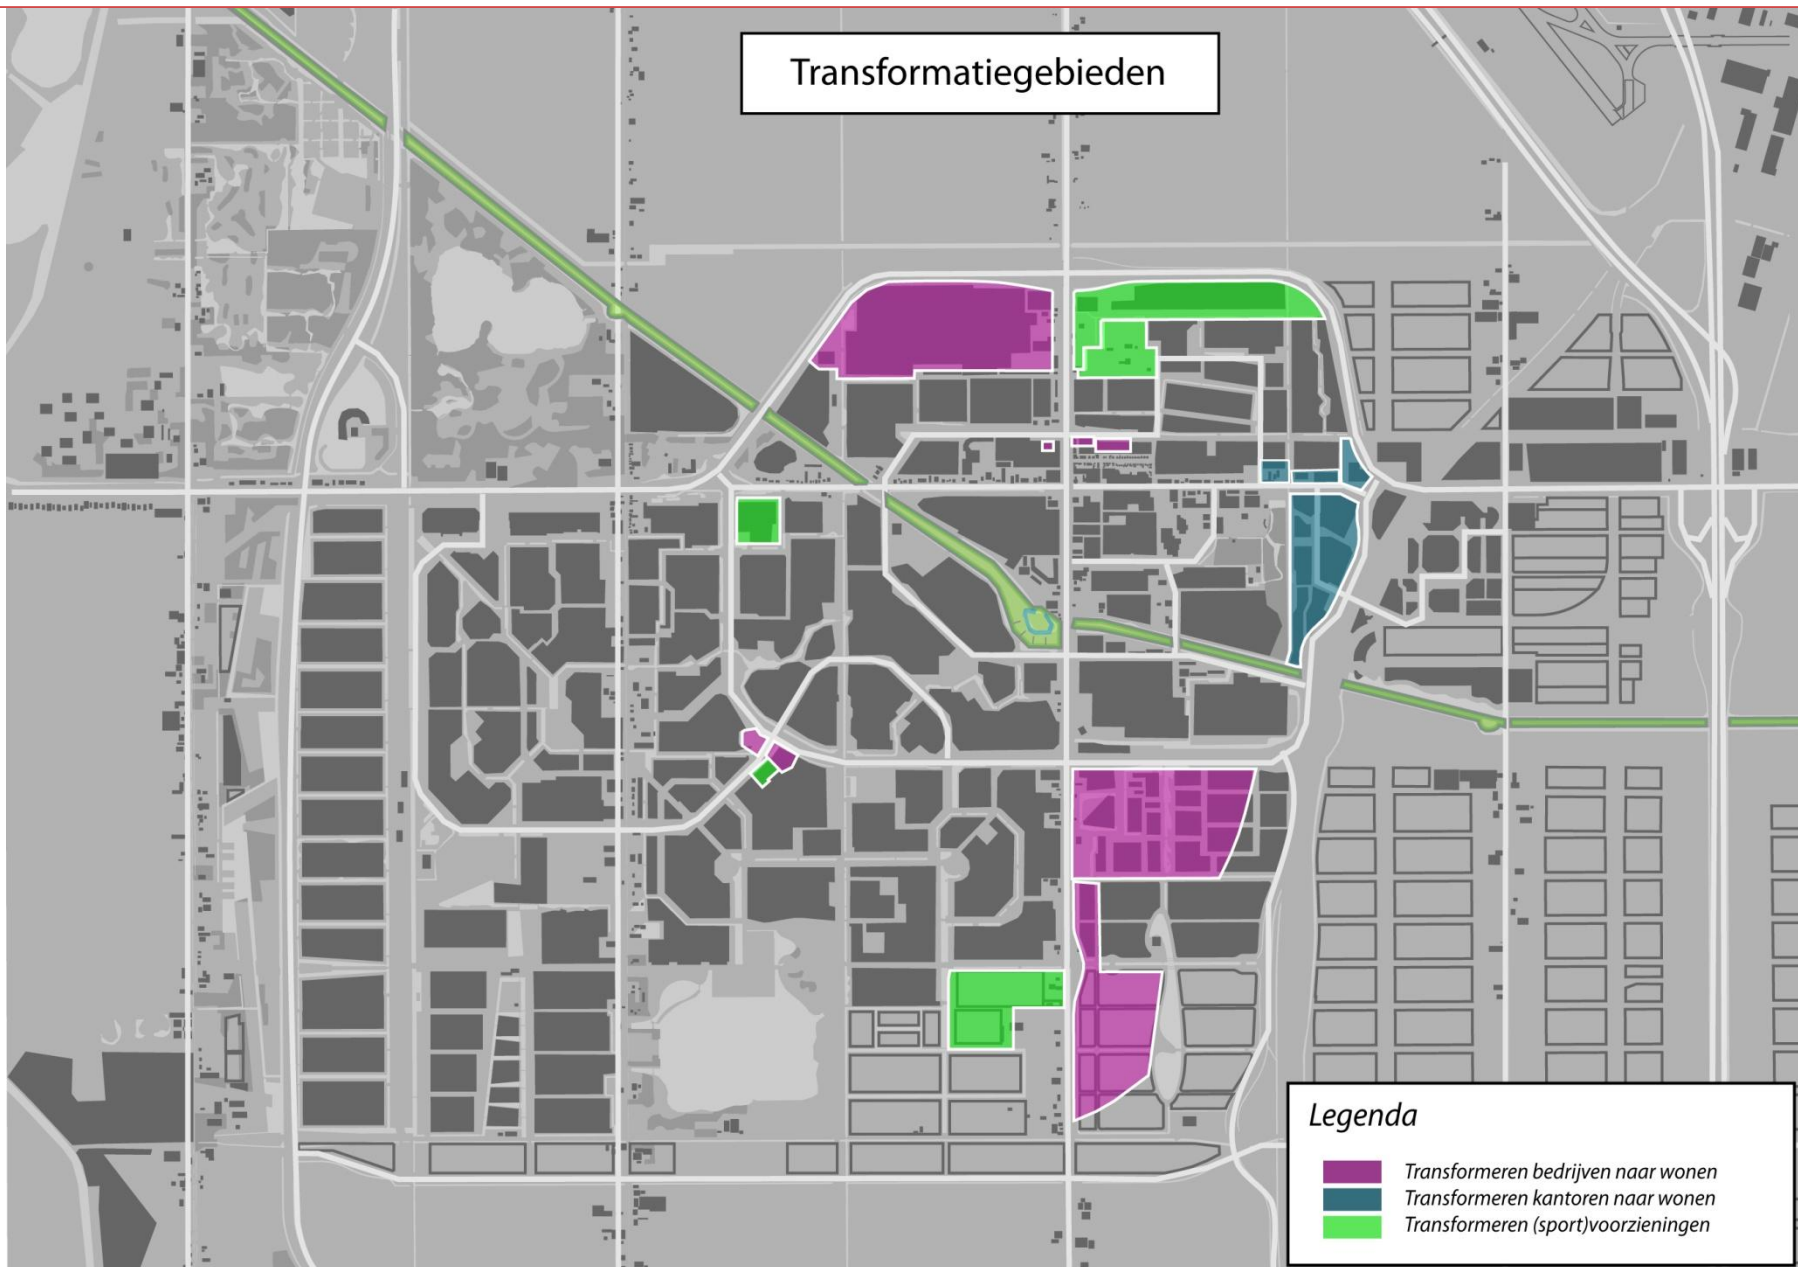 Transformatiegebieden
Legenda
Transformeren bedrijven naar wonen
Transformeren kantoren naar wonen
Transformeren (sport)voorzieningen